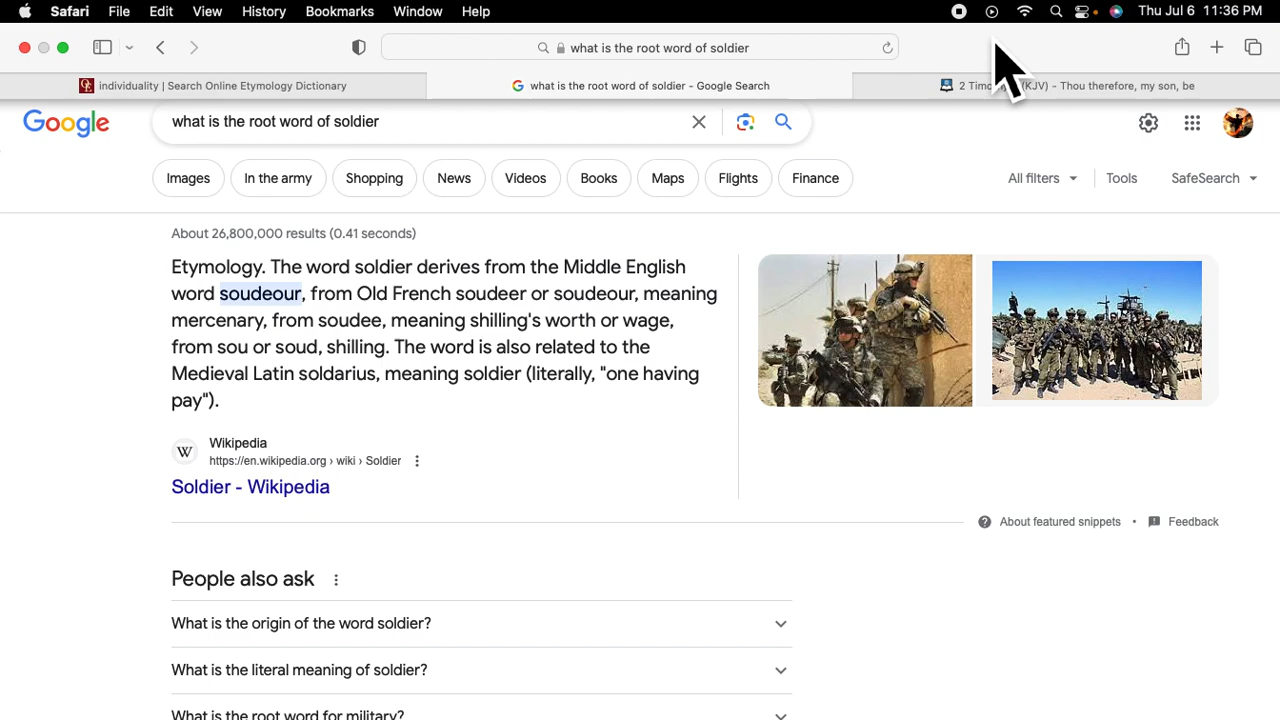 Safari File Edit View History Bookmarks Window Help Thu Jul 6 11:36 PM
what is the root word of soldier
individuality | Search Online Etymology Dictionary
what is the root word of soldier - Google Search
2 (KJV) - Thou therefore, my son, be
Google
what is the root word of soldier
Images In the army Shopping News Videos Books Maps Flights Finance All filters Tools SafeSearch
About 26,800,000 results (0.41 seconds)
Etymology. The word soldier derives from the Middle English
word soudeour, from Old French soudeer or soudeour, meaning
mercenary, from soudee, meaning shilling's worth or wage,
from sou or soud, shilling. The word is also related to the
Medieval Latin soldarius, meaning soldier (literally, "one having
pay").
W
Wikipedia
https://en.wikipedia.org › wiki › Soldier
Soldier - Wikipedia
About featured snippets • Feedback
People also ask
What is the origin of the word soldier?
What is the literal meaning of soldier?
What is the root word for military?